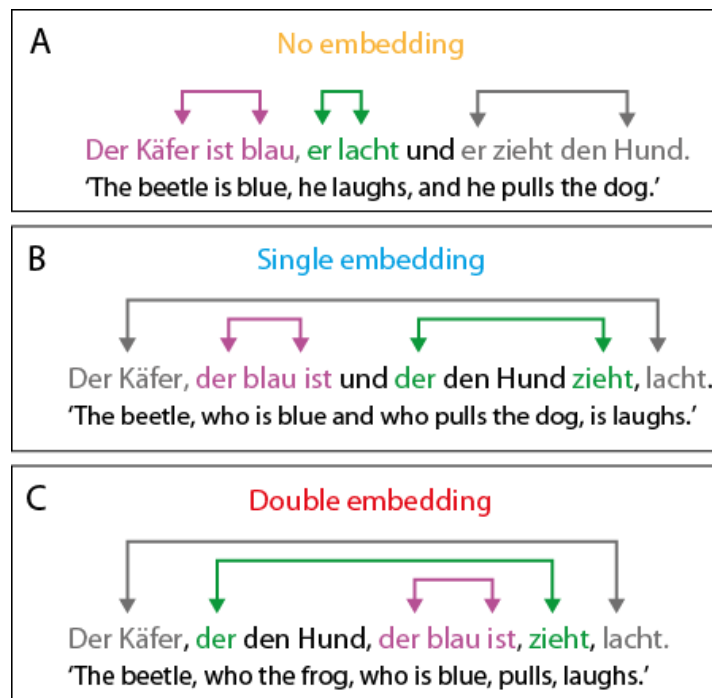 A
No embedding
Der Käfer ist blau, er lacht und er zieht den Hund.
‘The beetle is blue, he laughs, and he pulls the dog.’
B
Single embedding
Der Käfer, der blau ist und der den Hund zieht, lacht.
‘The beetle, who is blue and who pulls the dog, is laughs.’
C
Double embedding
Der Käfer, der den Hund, der blau ist, zieht, lacht.
‘The beetle, who the frog, who is blue, pulls, laughs.’